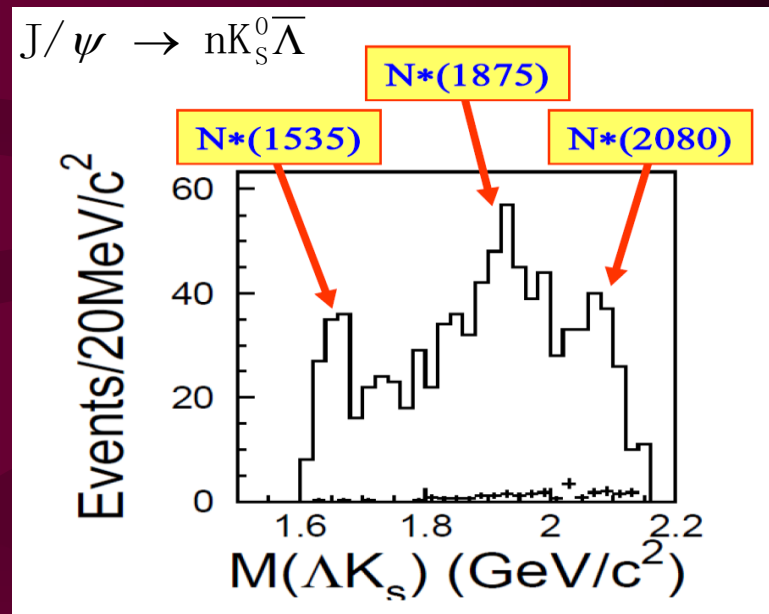 J/ψ → nK⁰_S Λ̅
N*(1875)
N*(1535)
N*(2080)
Events/20MeV/c²
60
40
20
0
1.6
1.8
2
2.2
M(ΛKₛ) (GeV/c²)